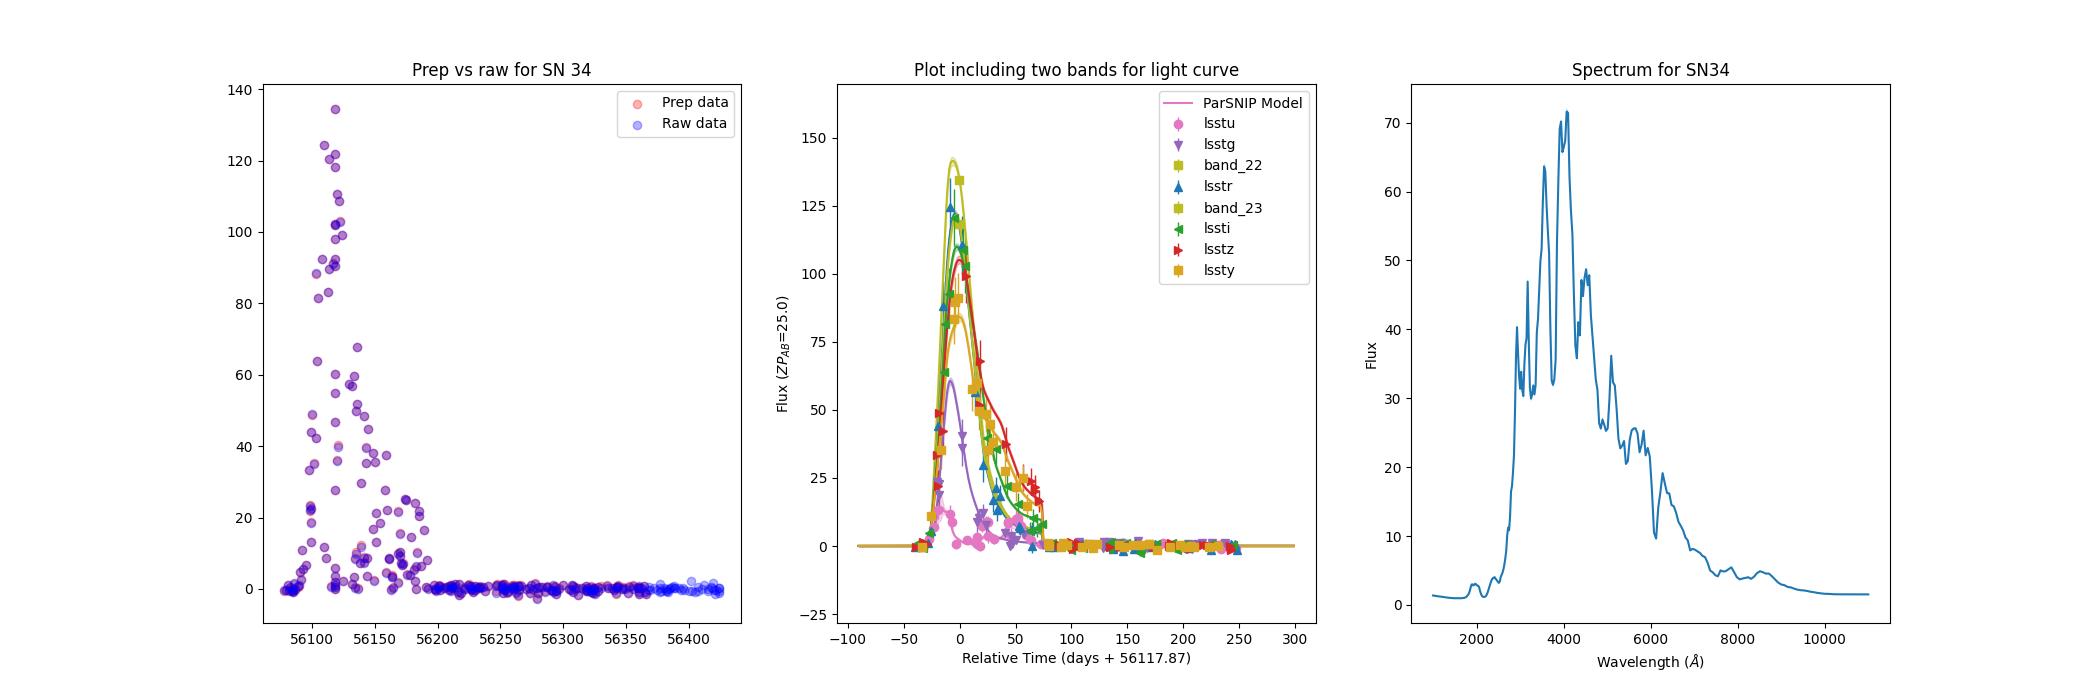 Prep vs raw for SN 34
140
120
100
80
60
40
20
0
56100 56150 56200 56250 56300 56350 56400
Prep data
Raw data
Plot including two bands for light curve
Flux (ZP_AB=25.0)
150
125
100
75
50
25
0
−25
−100 −50 0 50 100 150 200 250 300
Relative Time (days + 56117.87)
ParSNIP Model
lsstu
lsstg
band_22
lsstr
band_23
lssti
lsstz
lssty
Spectrum for SN34
Flux
70
60
50
40
30
20
10
0
2000 4000 6000 8000 10000
Wavelength (Å)